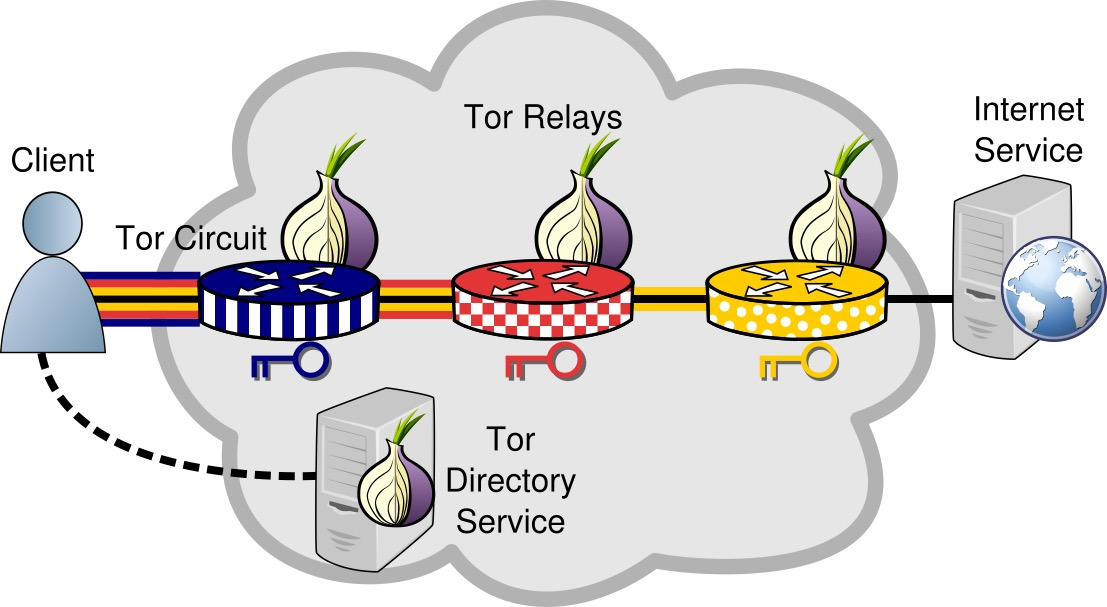 Tor Relays
Internet
Service
Client
Tor Circuit
Tor
Directory
Service